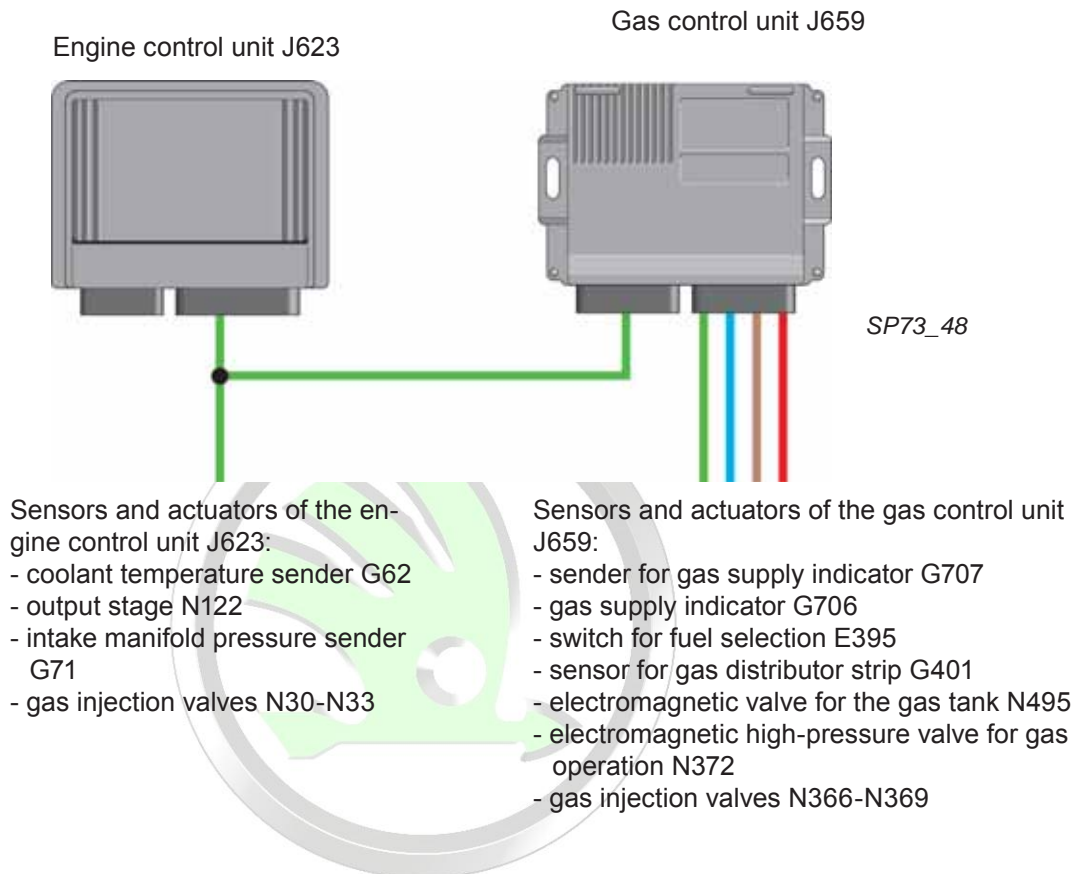 Engine control unit J623
Gas control unit J659
SP73_48
Sensors and actuators of the en-
gine control unit J623:
- coolant temperature sender G62
- output stage N122
- intake manifold pressure sender
G71
- gas injection valves N30-N33
Sensors and actuators of the gas control unit
J659:
- sender for gas supply indicator G707
- gas supply indicator G706
- switch for fuel selection E395
- sensor for gas distributor strip G401
- electromagnetic valve for the gas tank N495
- electromagnetic high-pressure valve for gas
operation N372
- gas injection valves N366-N369